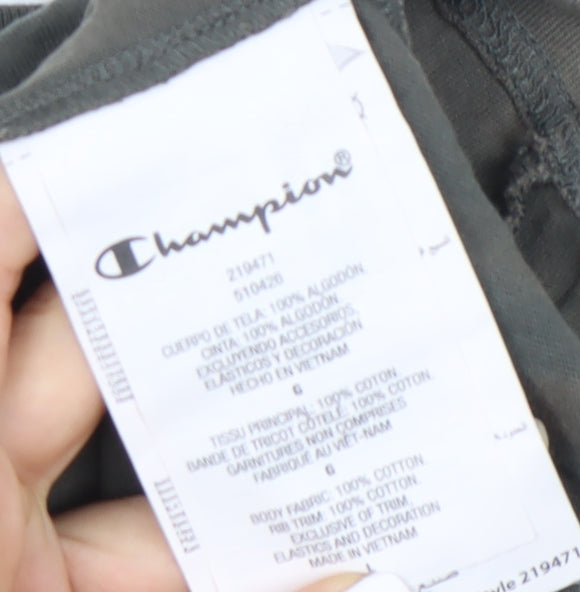 Champion®
219471
510426
CUERPO DE TELA: 100% ALGODÓN
CINTA 100% ALGODÓN
EXCLUYENDO ACCESORIOS,
ELÁSTICOS Y DECORACIÓN
HECHO EN VIETNAM
6
TISSU PRINCIPAL: 100% COTON
BANDE DE TRICOT CÔTELÉ: 100% COTON.
GARNITURES NON COMPRISES
FABRIQUÉ AU VIÊT-NAM
6
BODY FABRIC: 100% COTTON
RIB TRIM: 100% COTTON.
EXCLUSIVE OF TRIM,
ELASTICS AND DECORATION
MADE IN VIETNAM
219471